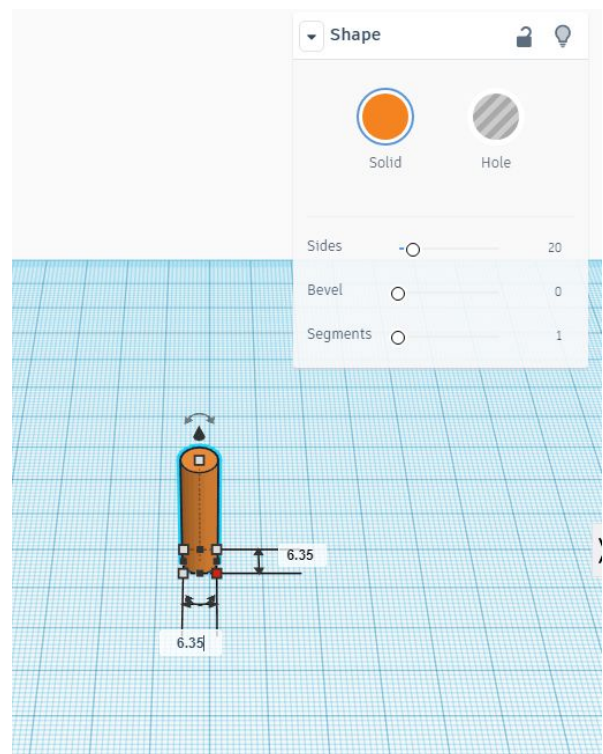 Shape
Solid
Hole
Sides 20
Bevel 0
Segments 1
6.35
6.35